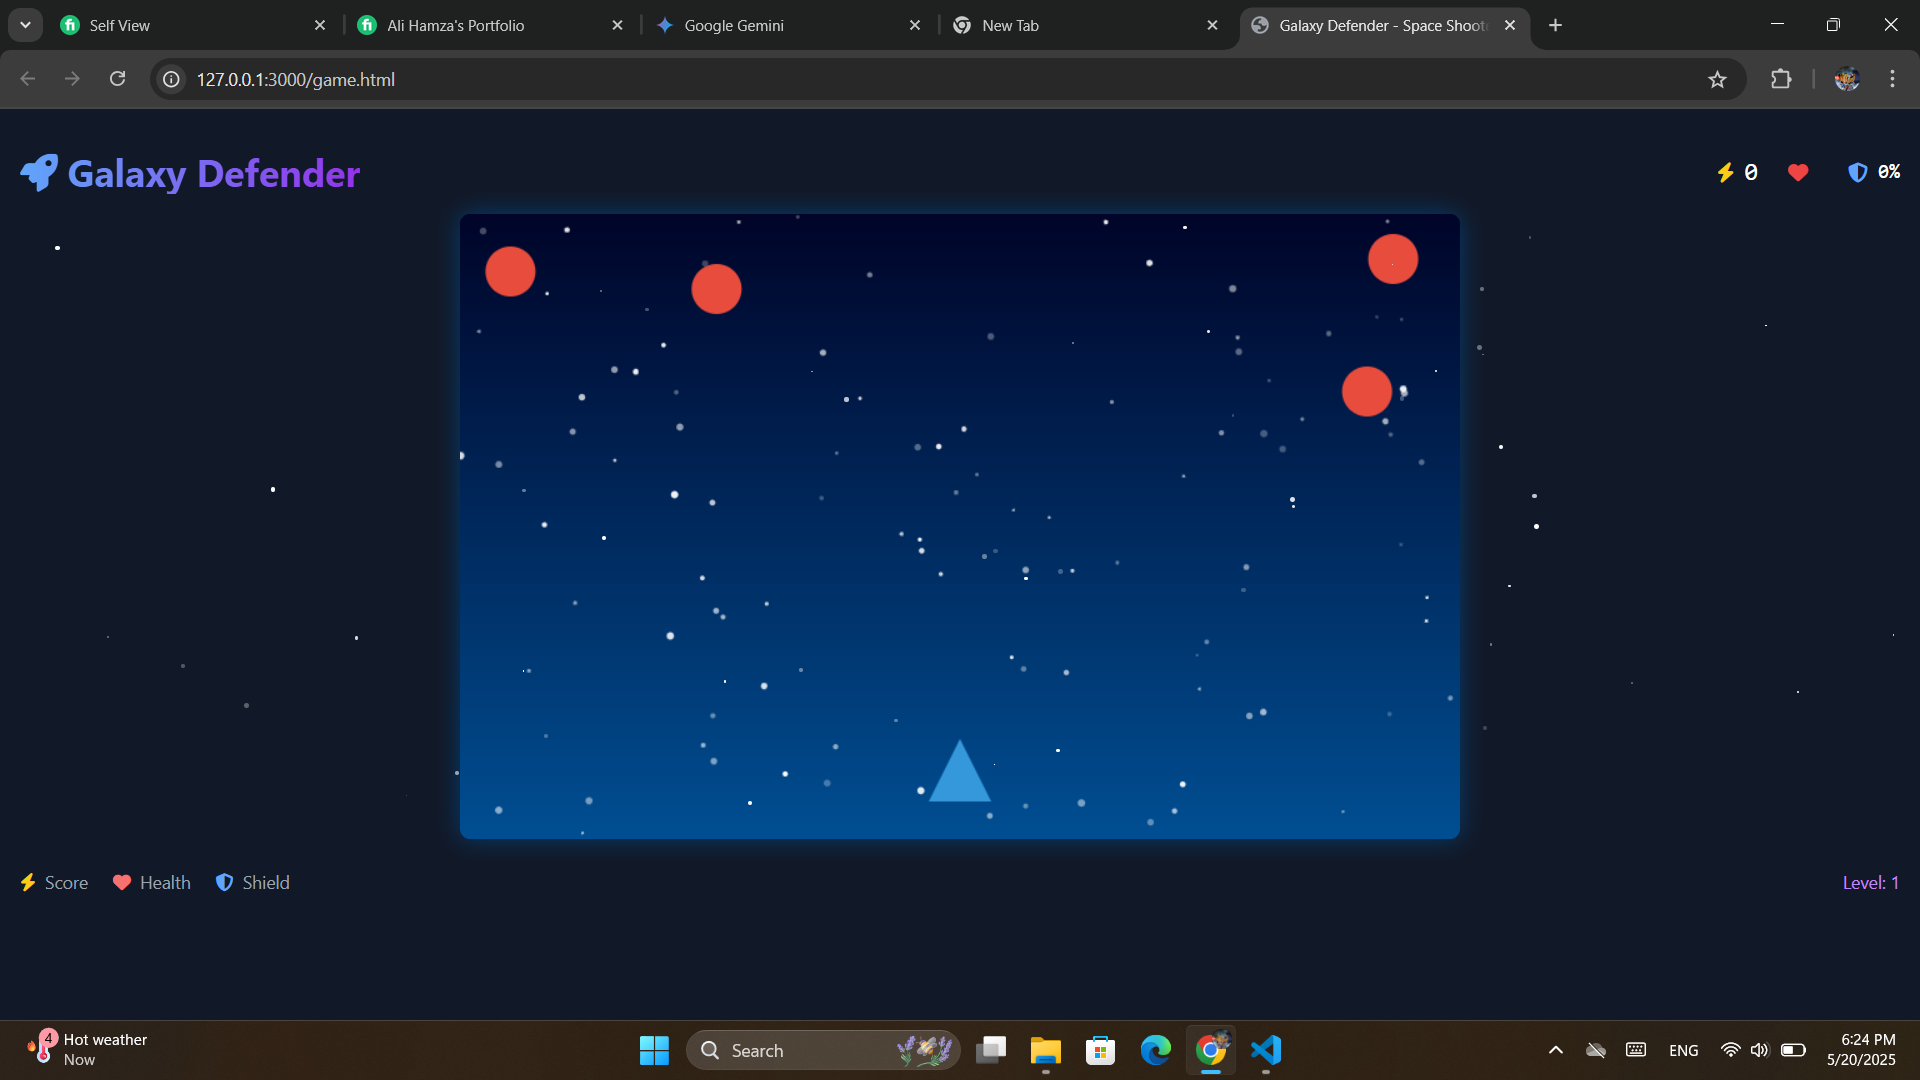 Self View
Ali Hamza's Portfolio
Google Gemini
New Tab
Galaxy Defender - Space Shoot
127.0.0.1:3000/game.html
Galaxy Defender
0
0%
Score
Health
Shield
Level: 1
4
Hot weather
Now
Search
ENG
6:24 PM
5/20/2025